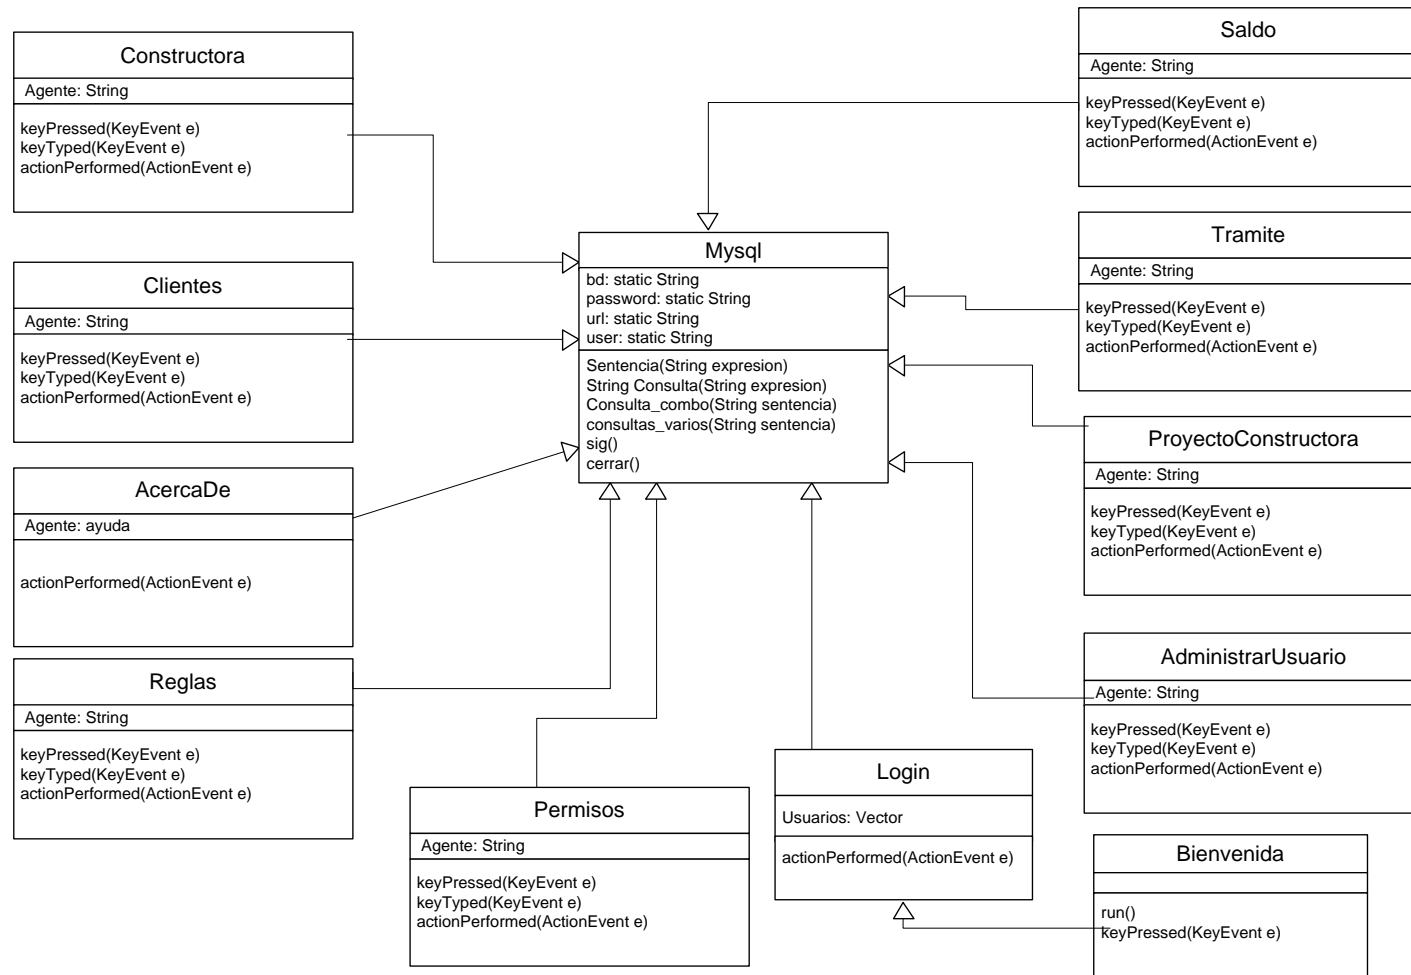 Constructora
Agente: String
keyPressed(KeyEvent e)
keyTyped(KeyEvent e)
actionPerformed(ActionEvent e)
Clientes
Agente: String
keyPressed(KeyEvent e)
keyTyped(KeyEvent e)
actionPerformed(ActionEvent e)
AcercaDe
Agente: ayuda
actionPerformed(ActionEvent e)
Reglas
Agente: String
keyPressed(KeyEvent e)
keyTyped(KeyEvent e)
actionPerformed(ActionEvent e)
Mysql
bd: static String
password: static String
url: static String
user: static String
Sentencia(String expresion)
String Consulta(String expresion)
Consulta_combo(String sentencia)
consultas_varios(String sentencia)
sig()
cerrar()
Permisos
Agente: String
keyPressed(KeyEvent e)
keyTyped(KeyEvent e)
actionPerformed(ActionEvent e)
Login
Usuarios: Vector
actionPerformed(ActionEvent e)
Saldo
Agente: String
keyPressed(KeyEvent e)
keyTyped(KeyEvent e)
actionPerformed(ActionEvent e)
Tramite
Agente: String
keyPressed(KeyEvent e)
keyTyped(KeyEvent e)
actionPerformed(ActionEvent e)
ProyectoConstructora
Agente: String
keyPressed(KeyEvent e)
keyTyped(KeyEvent e)
actionPerformed(ActionEvent e)
AdministrarUsuario
Agente: String
keyPressed(KeyEvent e)
keyTyped(KeyEvent e)
actionPerformed(ActionEvent e)
Bienvenida
run()
keyPressed(KeyEvent e)